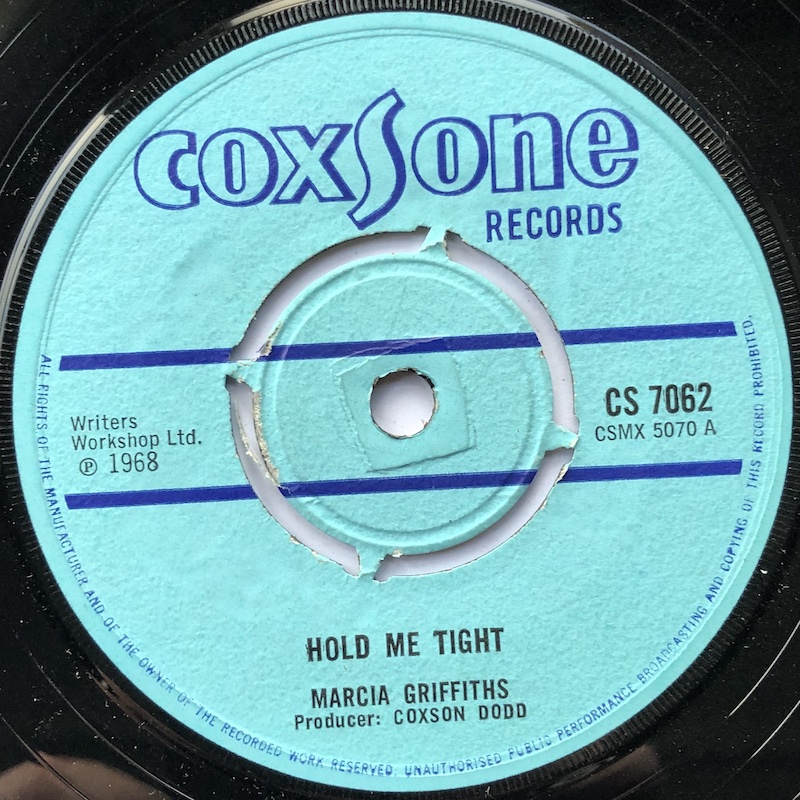 coxSone
RECORDS
Writers
Workshop Ltd.
℗ 1968
CS 7062
CSMX 5070 A
HOLD ME TIGHT
MARCIA GRIFFITHS
Producer: COXSON DODD
ALL RIGHTS OF THE MANUFACTURER AND OF THE OWNER OF THE RECORDED WORK RESERVED. UNAUTHORISED PUBLIC PERFORMANCE BROADCASTING AND COPYING OF THIS RECORD PROHIBITED.